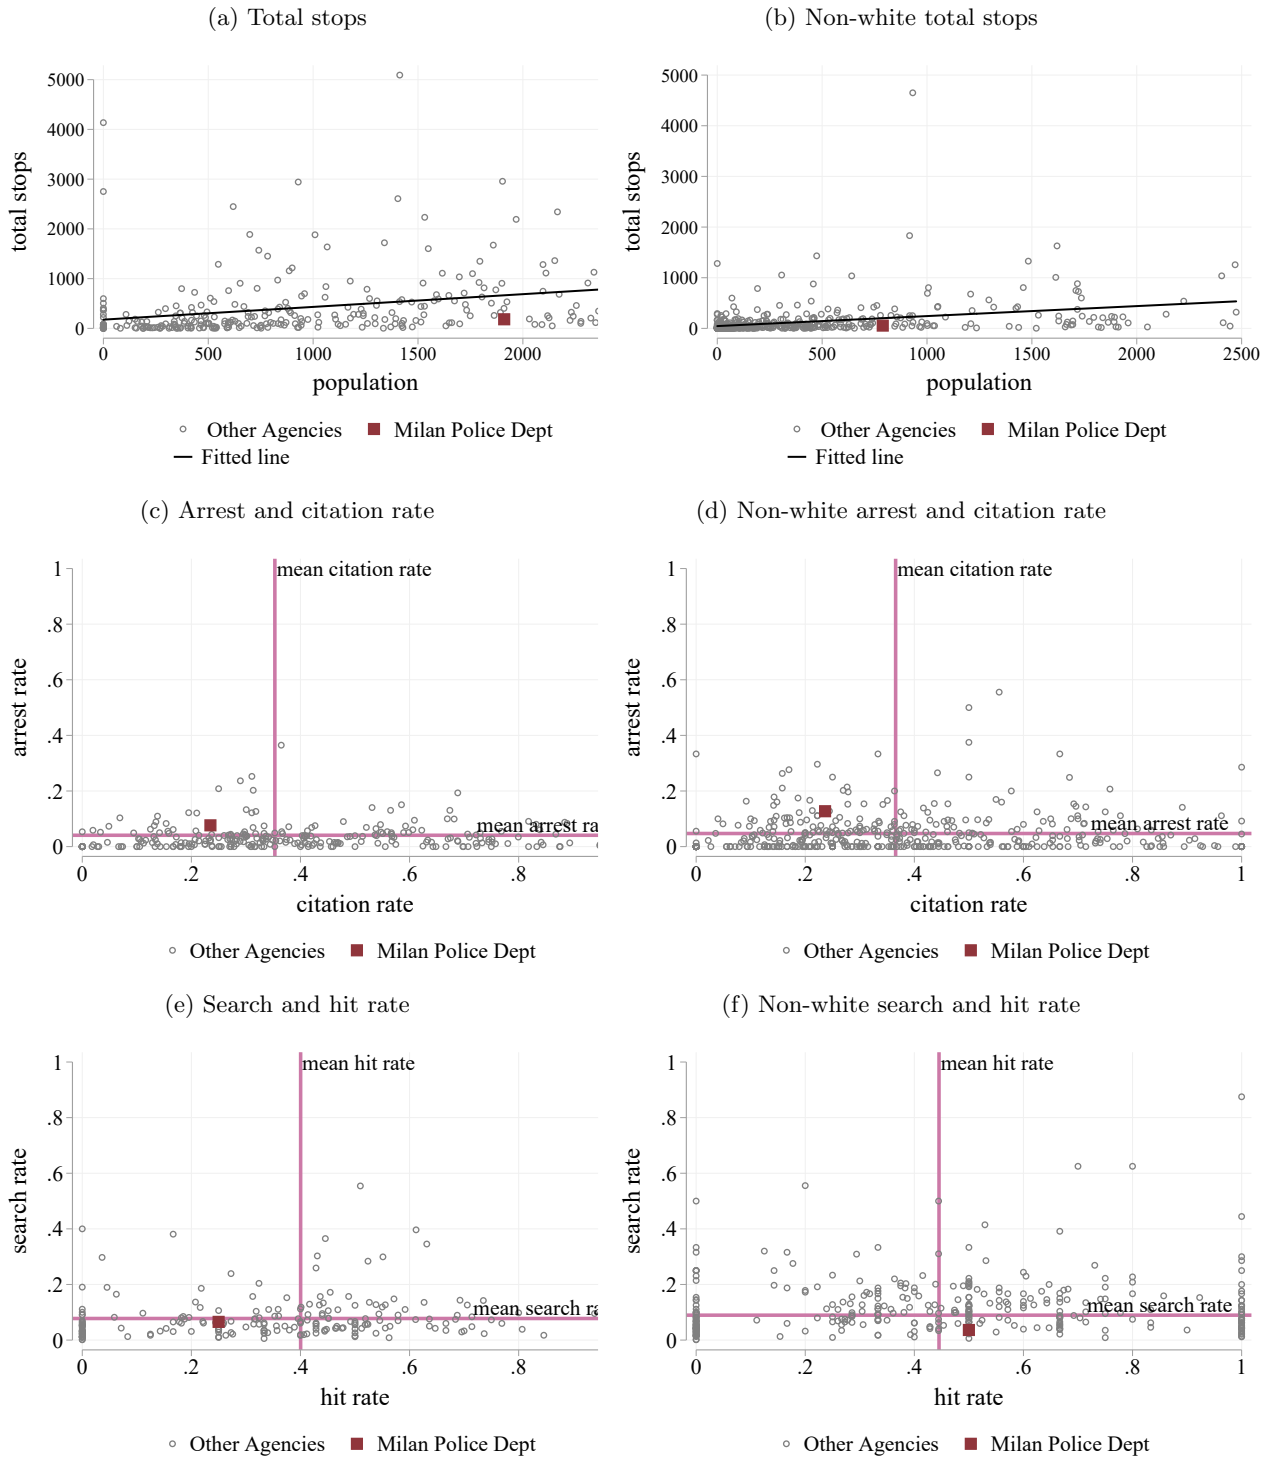 (a) Total stops
(b) Non-white total stops
total stops
5000
4000
3000
2000
1000
0
0 500 1000 1500 2000
population
Other Agencies Milan Police Dept
Fitted line
total stops
5000
4000
3000
2000
1000
0
0 500 1000 1500 2000 2500
population
Other Agencies Milan Police Dept
Fitted line
(c) Arrest and citation rate
(d) Non-white arrest and citation rate
arrest rate
1
.8
.6
.4
.2
0
mean citation rate
mean arrest ra
0 .2 .4 .6 .8
citation rate
Other Agencies Milan Police Dept
arrest rate
1
.8
.6
.4
.2
0
mean citation rate
mean arrest rate
0 .2 .4 .6 .8 1
citation rate
Other Agencies Milan Police Dept
(e) Search and hit rate
(f) Non-white search and hit rate
search rate
1
.8
.6
.4
.2
0
mean hit rate
mean search ra
0 .2 .4 .6 .8
hit rate
Other Agencies Milan Police Dept
search rate
1
.8
.6
.4
.2
0
mean hit rate
mean search rate
0 .2 .4 .6 .8 1
hit rate
Other Agencies Milan Police Dept